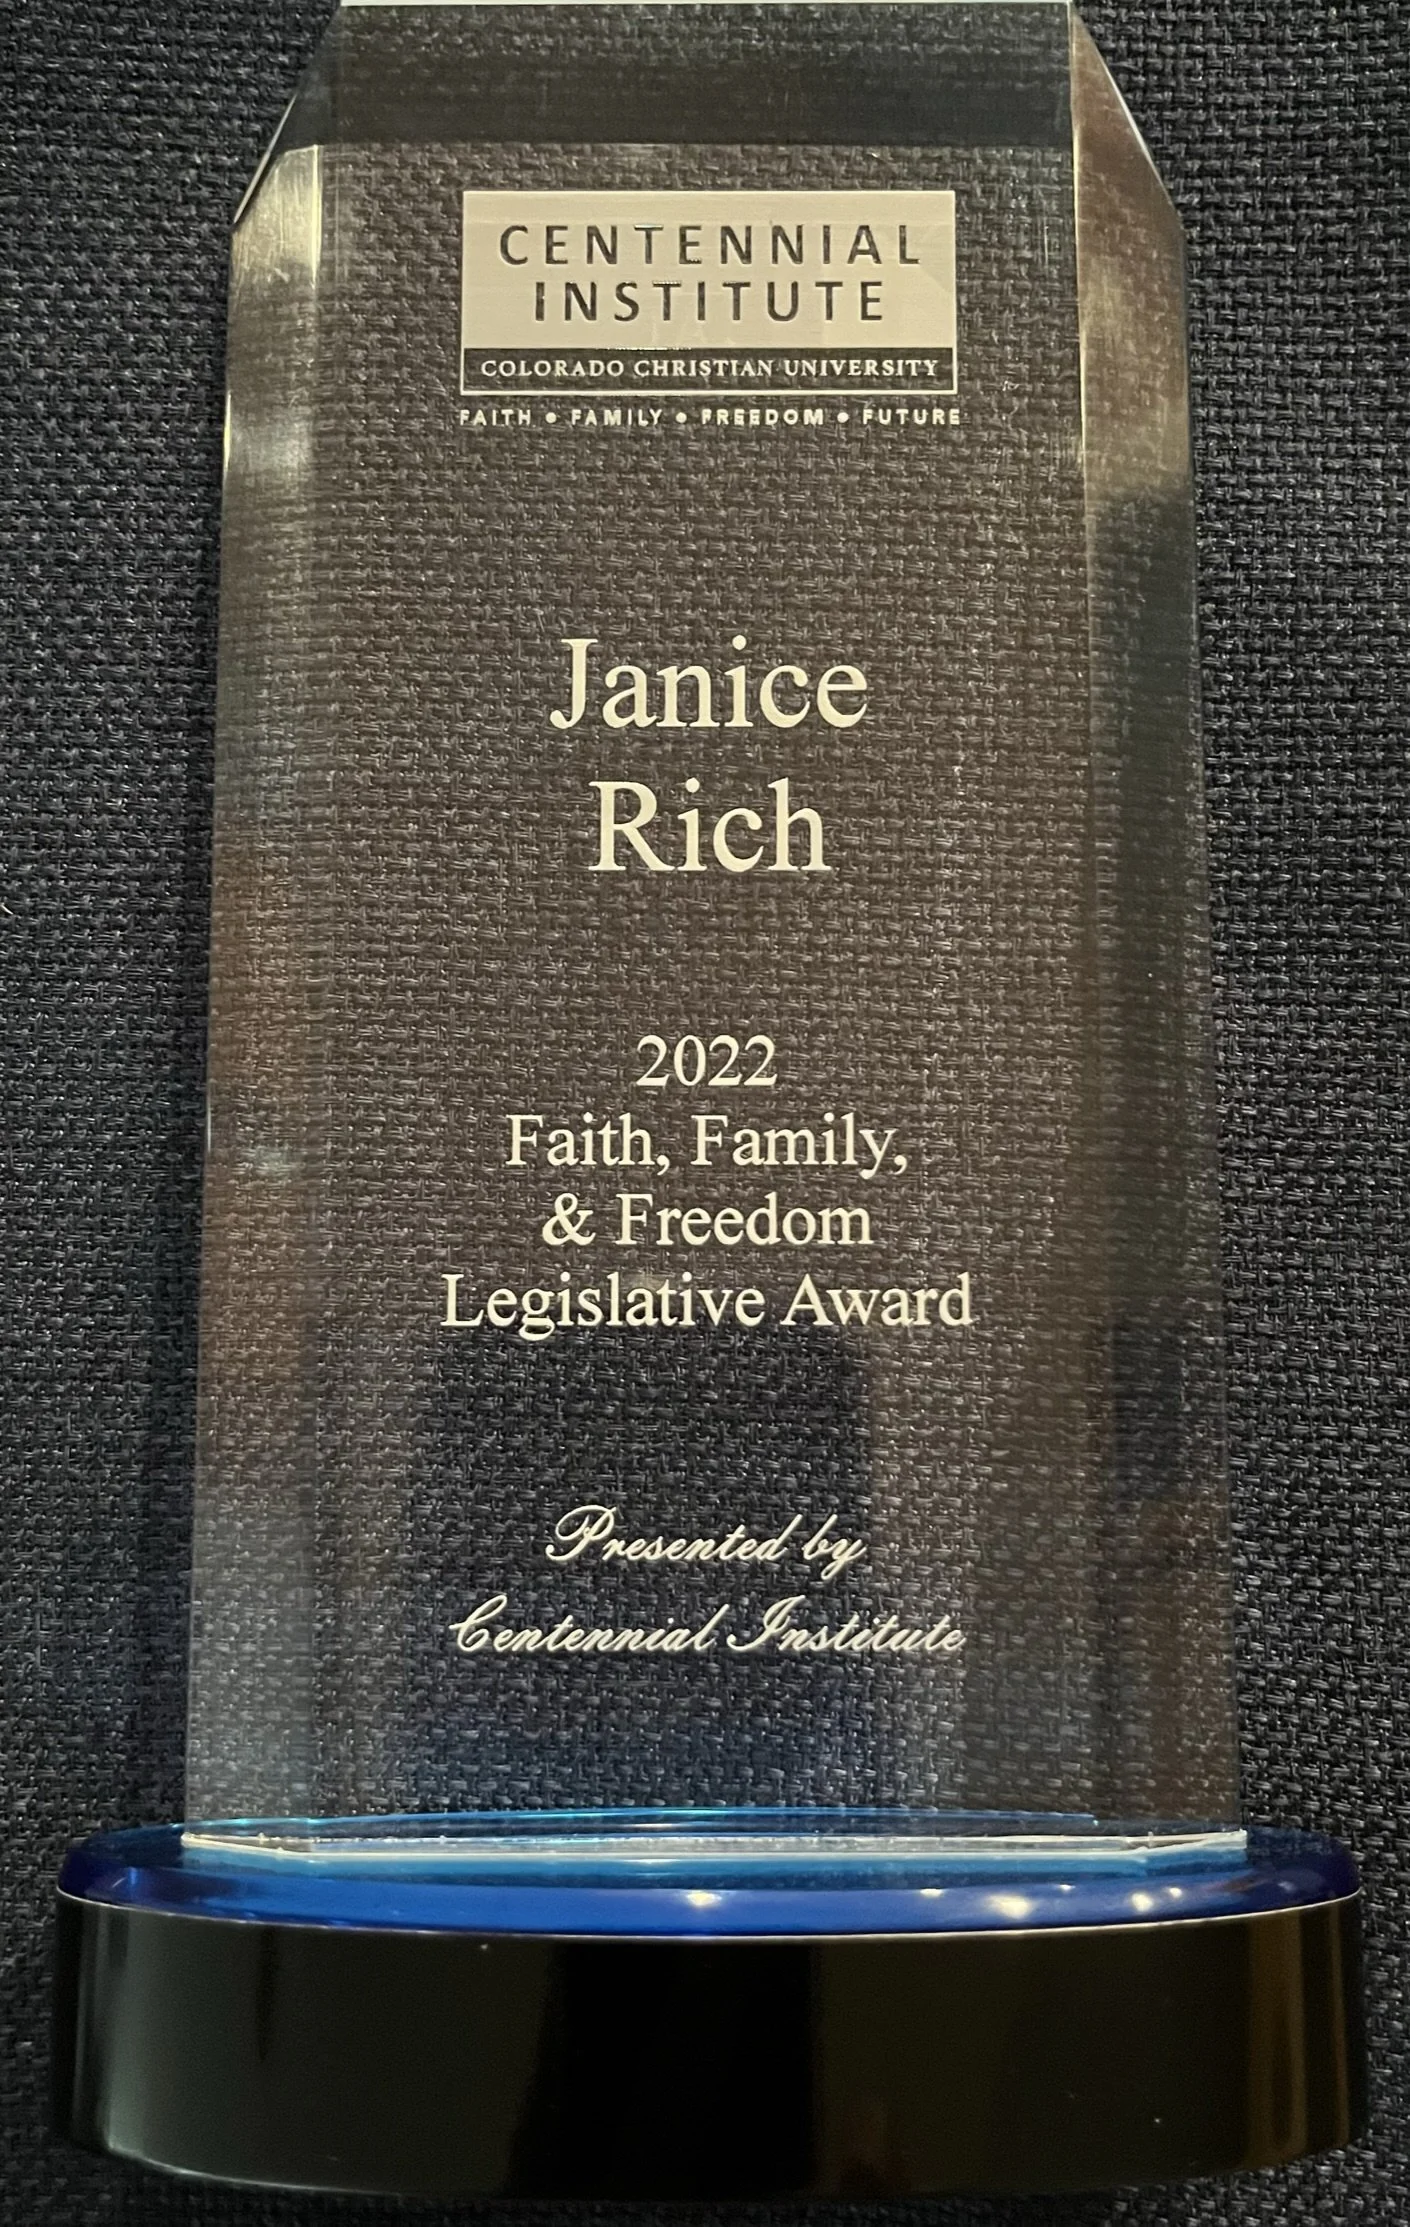 CENTENNIAL
INSTITUTE
COLORADO CHRISTIAN UNIVERSITY
FAITH • FAMILY • FREEDOM • FUTURE
Janice
Rich
2022
Faith, Family,
& Freedom
Legislative Award
Presented by
Centennial Institute